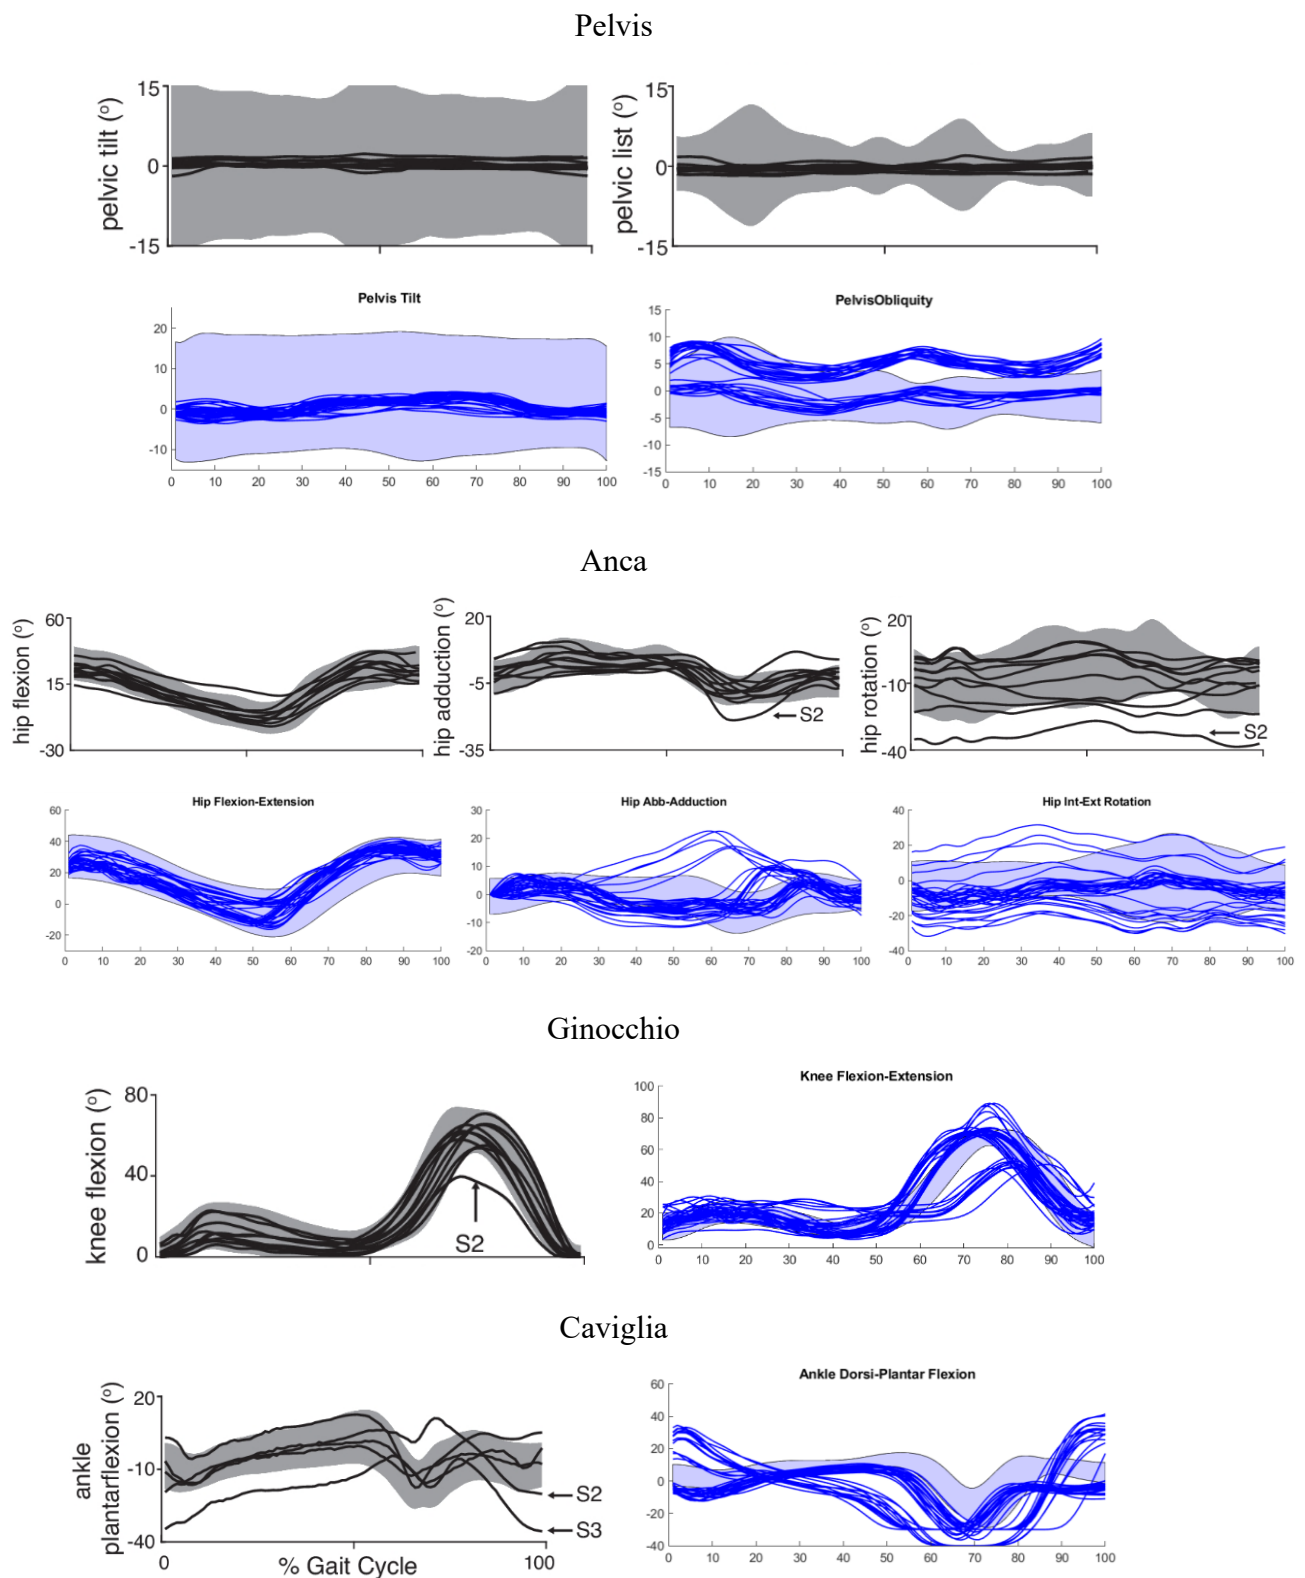 Pelvis
pelvic tilt (º)
15
0
-15
pelvic list (º)
15
0
-15
Pelvis Tilt
20
10
0
-10
0 10 20 30 40 50 60 70 80 90 100
PelvisObliquity
15
10
5
0
-5
-10
-15
0 10 20 30 40 50 60 70 80 90 100
Anca
hip flexion (º)
60
15
-30
hip adduction (º)
20
-5
-35
S2
hip rotation (º)
20
-10
-40
S2
Hip Flexion-Extension
60
40
20
0
-20
0 10 20 30 40 50 60 70 80 90 100
Hip Abb-Adduction
30
20
10
0
-10
-20
0 10 20 30 40 50 60 70 80 90 100
Hip Int-Ext Rotation
40
20
0
-20
-40
0 10 20 30 40 50 60 70 80 90 100
Ginocchio
knee flexion (º)
80
40
0
S2
Knee Flexion-Extension
100
80
60
40
20
0
0 10 20 30 40 50 60 70 80 90 100
Caviglia
ankle
plantarflexion (º)
20
-10
-40
S2
S3
0 % Gait Cycle 100
Ankle Dorsi-Plantar Flexion
60
40
20
0
-20
-40
0 10 20 30 40 50 60 70 80 90 100